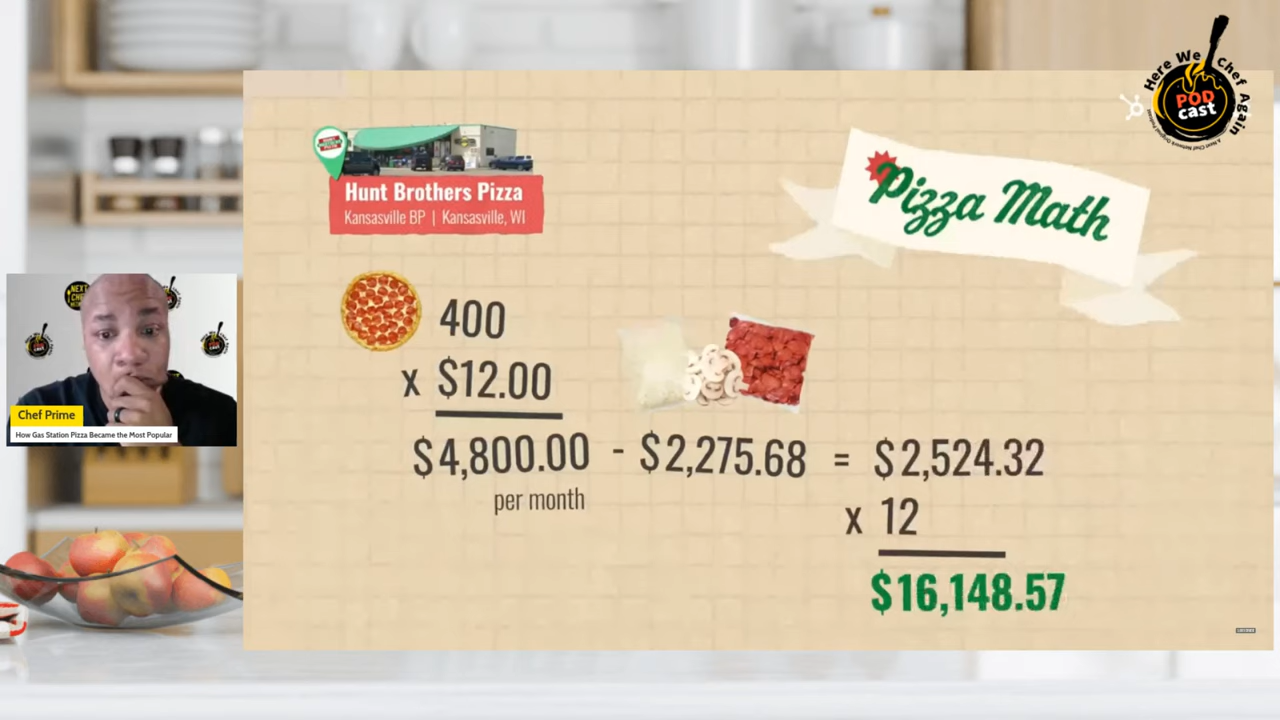 Here We Chef Again
POD
cast
Hunt Brothers Pizza
Kansasville BP | Kansasville, WI
Pizza Math
400
x $12.00
$4,800.00 - $2,275.68 = $2,524.32
per month
x 12
$16,148.57
NEXT
Chef Prime
How Gas Station Pizza Became the Most Popular